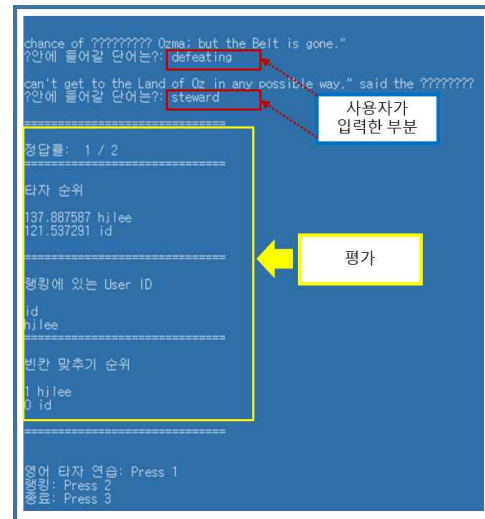 chance of ????????? Ozma; but the Belt is gone."
?안에 들어갈 단어는?: defeating
can't get to the Land of Oz in any possible way," said the ????????
?안에 들어갈 단어는?: steward
사용자가
입력한 부분
==============================
정답률: 1 / 2
==============================
타자 순위
137.887587 hjlee
121.537291 id
==============================
평가
랭킹에 있는 User ID
id
hjlee
==============================
빈칸 맞추기 순위
1 hjlee
0 id
==============================
영어 타자 연습: Press 1
랭킹: Press 2
종료: Press 3